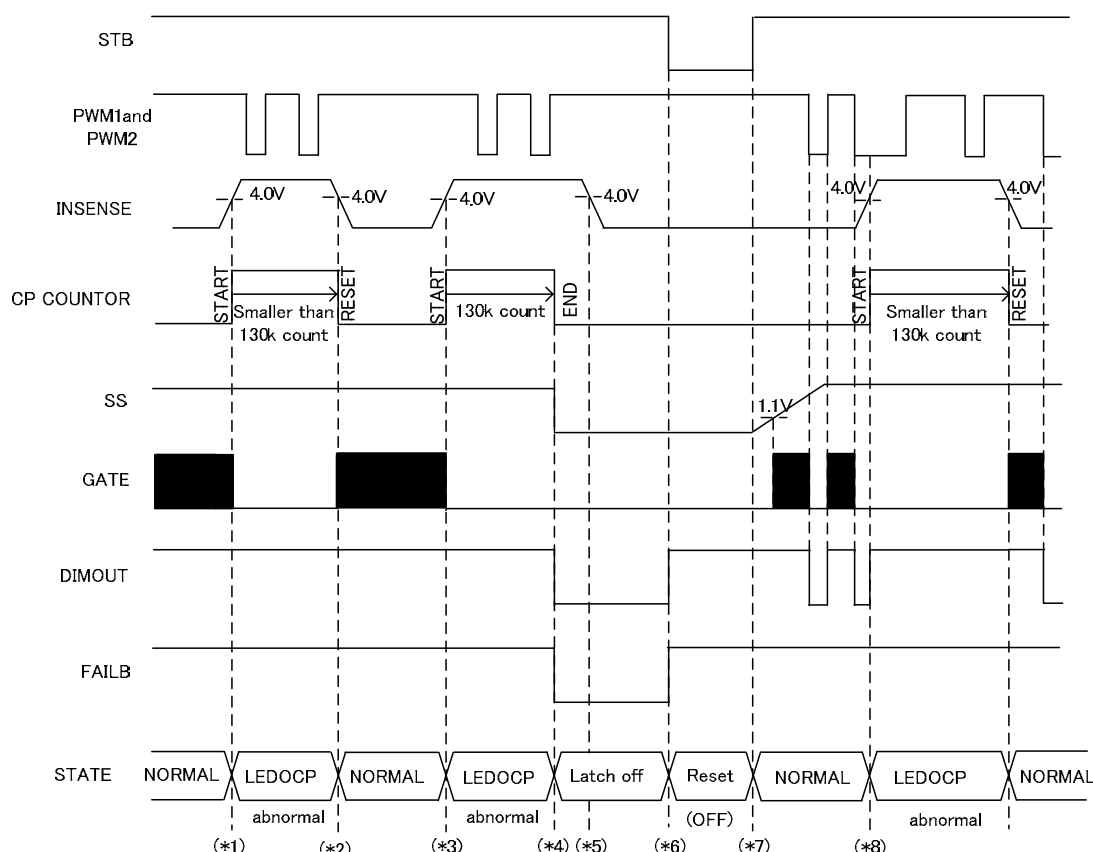 STB
PWM1and
PWM2
INSENSE
4.0V
4.0V
4.0V
4.0V
4.0V
4.0V
CP COUNTOR
START
Smaller than
130k count
RESET
START
130k count
END
START
Smaller than
130k count
RESET
SS
1.1V
GATE
DIMOUT
FAILB
STATE
NORMAL
LEDOCP
NORMAL
LEDOCP
Latch off
Reset
NORMAL
LEDOCP
NORMAL
abnormal
abnormal
(OFF)
abnormal
(*1)
(*2)
(*3)
(*4)
(*5)
(*6)
(*7)
(*8)